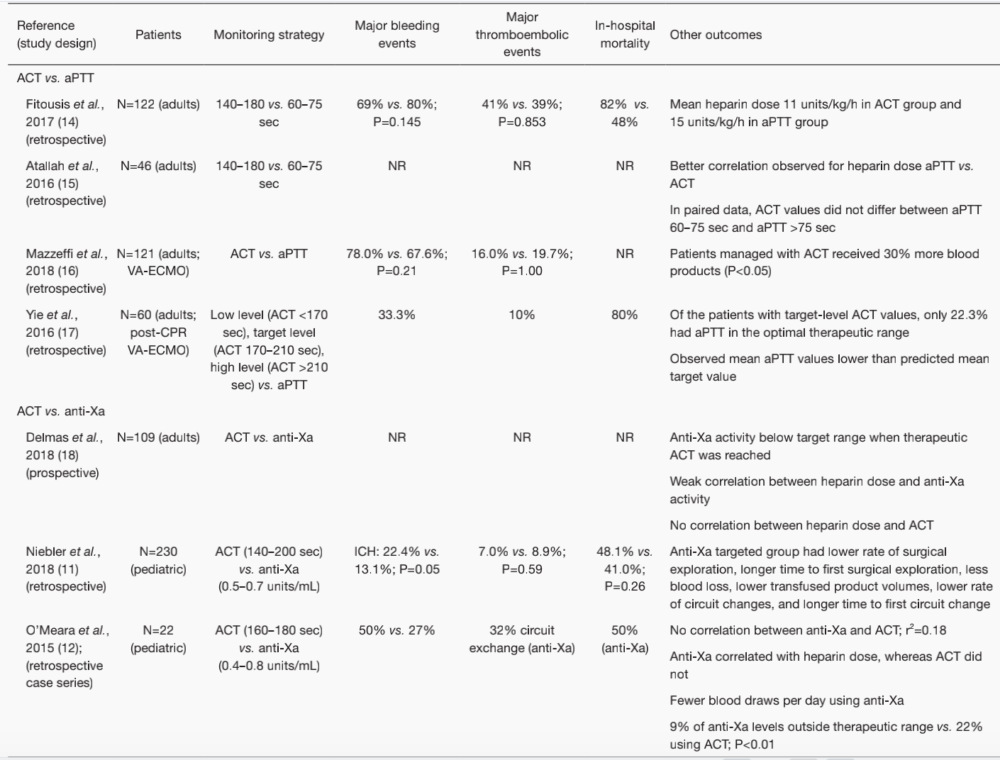 Reference
(study design)
Patients
Monitoring strategy
Major bleeding
events
Major
thromboembolic
events
In-hospital
mortality
Other outcomes
ACT vs. aPTT
Fitousis et al.,
2017 (14)
(retrospective)
N=122 (adults)
140–180 vs. 60–75
sec
69% vs. 80%;
P=0.145
41% vs. 39%;
P=0.853
82% vs.
48%
Mean heparin dose 11 units/kg/h in ACT group and
15 units/kg/h in aPTT group
Atallah et al.,
2016 (15)
(retrospective)
N=46 (adults)
140–180 vs. 60–75
sec
NR
NR
NR
Better correlation observed for heparin dose aPTT vs.
ACT
In paired data, ACT values did not differ between aPTT
60–75 sec and aPTT >75 sec
Mazzeffi et al.,
2018 (16)
(retrospective)
N=121 (adults;
VA-ECMO)
ACT vs. aPTT
78.0% vs. 67.6%;
P=0.21
16.0% vs. 19.7%;
P=1.00
NR
Patients managed with ACT received 30% more blood
products (P<0.05)
Yie et al.,
2016 (17)
(retrospective)
N=60 (adults;
post-CPR
VA-ECMO)
Low level (ACT <170
sec), target level
(ACT 170–210 sec),
high level (ACT >210
sec) vs. aPTT
33.3%
10%
80%
Of the patients with target-level ACT values, only 22.3%
had aPTT in the optimal therapeutic range
Observed mean aPTT values lower than predicted mean
target value
ACT vs. anti-Xa
Delmas et al.,
2018 (18)
(prospective)
N=109 (adults)
ACT vs. anti-Xa
NR
NR
NR
Anti-Xa activity below target range when therapeutic
ACT was reached
Weak correlation between heparin dose and anti-Xa
activity
No correlation between heparin dose and ACT
Niebler et al.,
2018 (11)
(retrospective)
N=230
(pediatric)
ACT (140–200 sec)
vs. anti-Xa
(0.5–0.7 units/mL)
ICH: 22.4% vs.
13.1%; P=0.05
7.0% vs. 8.9%;
P=0.59
48.1% vs.
41.0%;
P=0.26
Anti-Xa targeted group had lower rate of surgical
exploration, longer time to first surgical exploration, less
blood loss, lower transfused product volumes, lower rate
of circuit changes, and longer time to first circuit change
O’Meara et al.,
2015 (12);
(retrospective
case series)
N=22
(pediatric)
ACT (160–180 sec)
vs. anti-Xa
(0.4–0.8 units/mL)
50% vs. 27%
32% circuit
exchange (anti-Xa)
50%
(anti-Xa)
No correlation between anti-Xa and ACT; r²=0.18
Anti-Xa correlated with heparin dose, whereas ACT did
not
Fewer blood draws per day using anti-Xa
9% of anti-Xa levels outside therapeutic range vs. 22%
using ACT; P<0.01